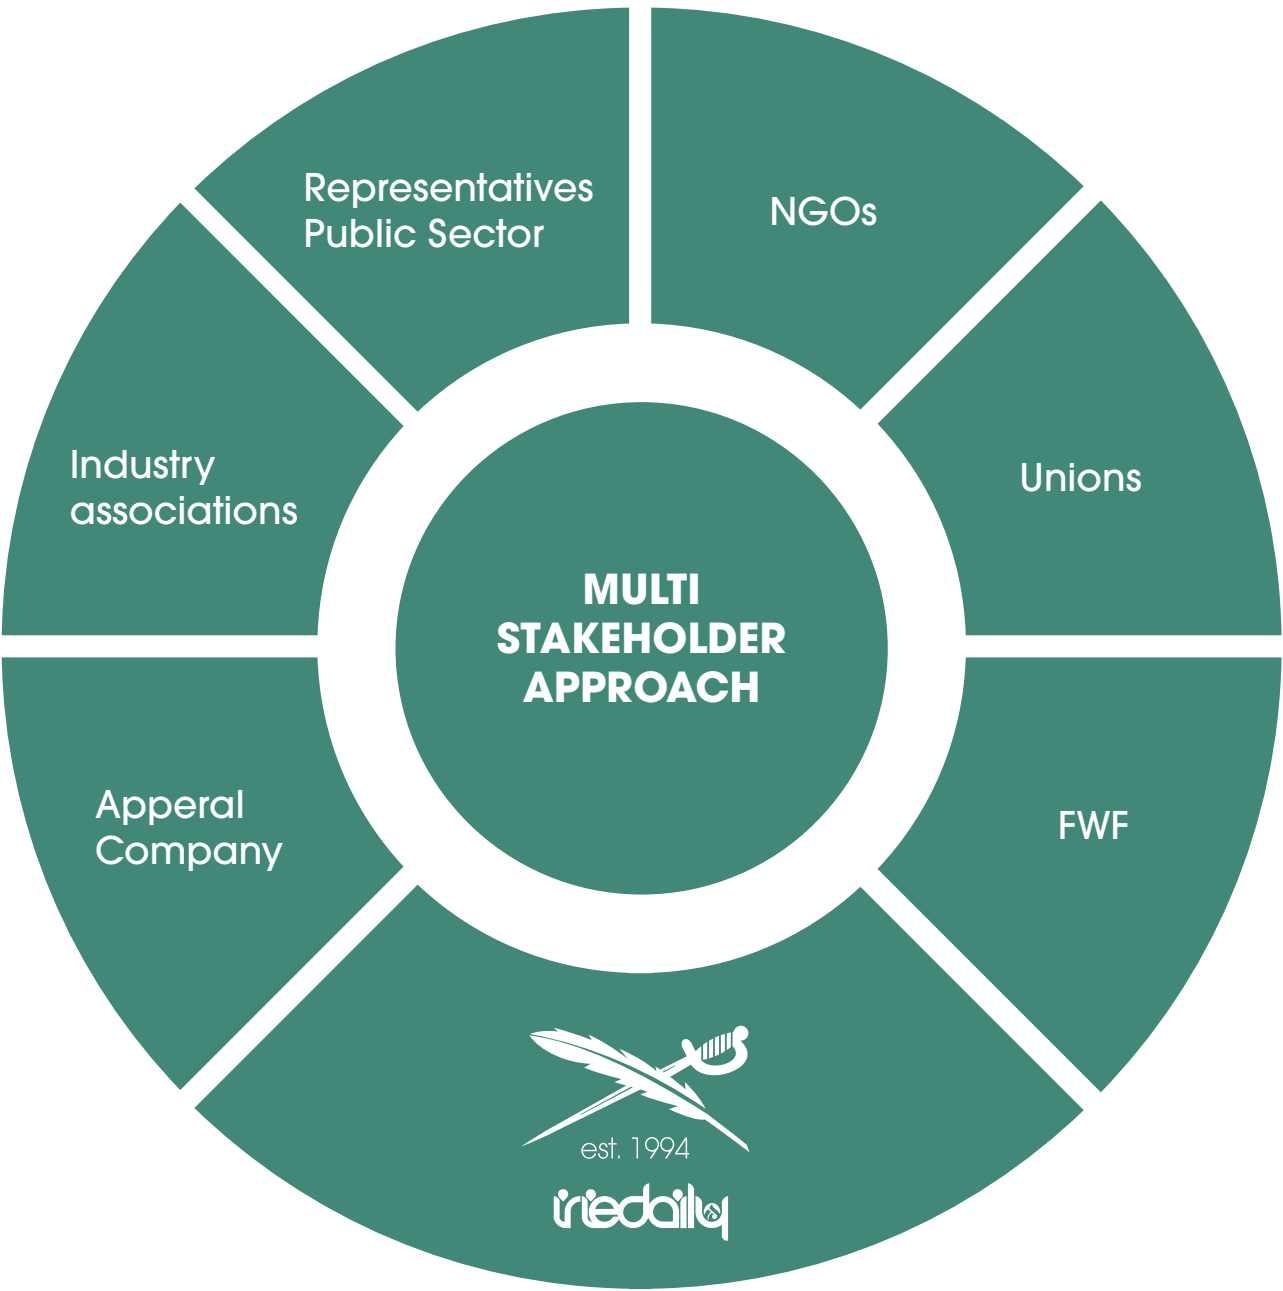 Representatives
Public Sector
NGOs
Industry
associations
Unions
MULTI
STAKEHOLDER
APPROACH
Apperal
Company
FWF
est. 1994
iriedaily